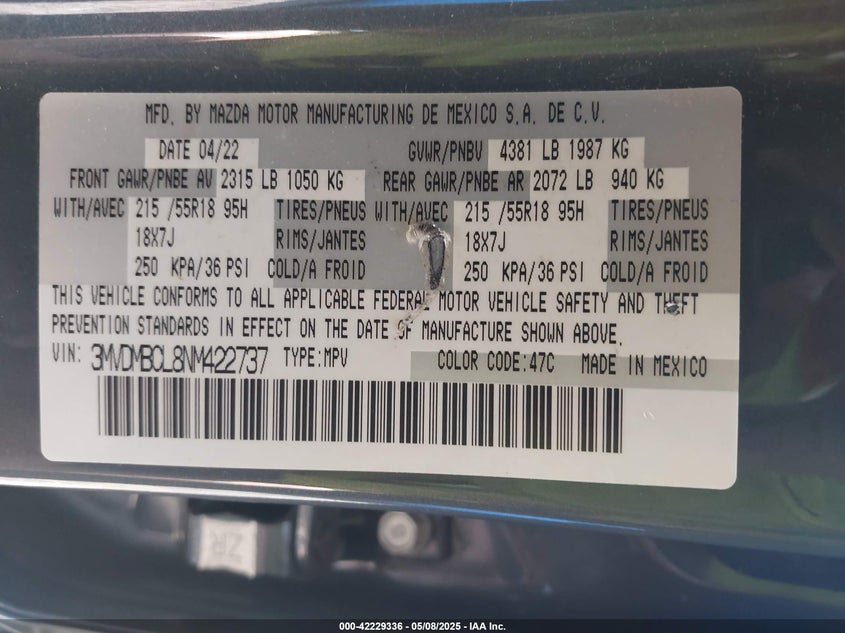 MFD. BY MAZDA MOTOR MANUFACTURING DE MEXICO S.A. DE C.V.
DATE 04/22 GVWR/PNBV 4381 LB 1987 KG
FRONT GAWR/PNBE AV 2315 LB 1050 KG REAR GAWR/PNBE AR 2072 LB 940 KG
WITH/AVEC 215 /55R18 95H TIRES/PNEUS WITH/AVEC 215 /55R18 95H TIRES/PNEUS
18X7J RIMS/JANTES 18X7J RIMS/JANTES
250 KPA/36 PSI COLD/A FROID 250 KPA/36 PSI COLD/A FROID
THIS VEHICLE CONFORMS TO ALL APPLICABLE FEDERAL MOTOR VEHICLE SAFETY AND THEFT
PREVENTION STANDARDS IN EFFECT ON THE DATE OF MANUFACTURE SHOWN ABOVE.
VIN: 3MVDMBCL8NM422737 TYPE:MPV COLOR CODE:47C MADE IN MEXICO
ZR
000-42229336 - 05/08/2025 - IAA Inc.